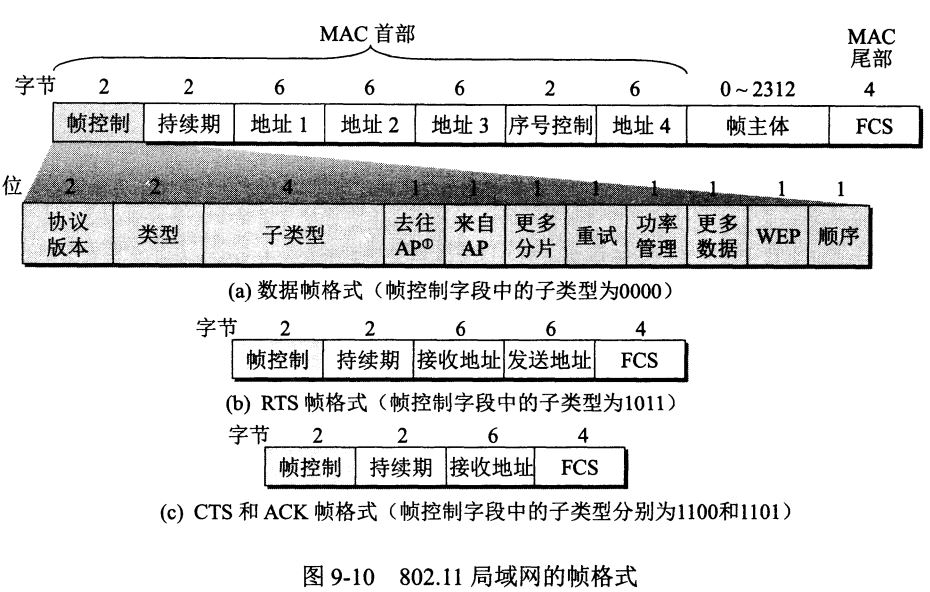 MAC 首部
MAC
尾部
字节 2 2 6 6 6 2 6 0～2312 4
帧控制 持续期 地址 1 地址 2 地址 3 序号控制 地址 4 帧主体 FCS
位 2 2 4 1 1 1 1 1 1 1 1
协议版本 类型 子类型 去往AP① 来自AP 更多分片 重试 功率管理 更多数据 WEP 顺序
(a) 数据帧格式（帧控制字段中的子类型为0000）
字节 2 2 6 6 4
帧控制 持续期 接收地址 发送地址 FCS
(b) RTS 帧格式（帧控制字段中的子类型为1011）
字节 2 2 6 4
帧控制 持续期 接收地址 FCS
(c) CTS 和 ACK 帧格式（帧控制字段中的子类型分别为1100和1101）
图 9-10 802.11 局域网的帧格式